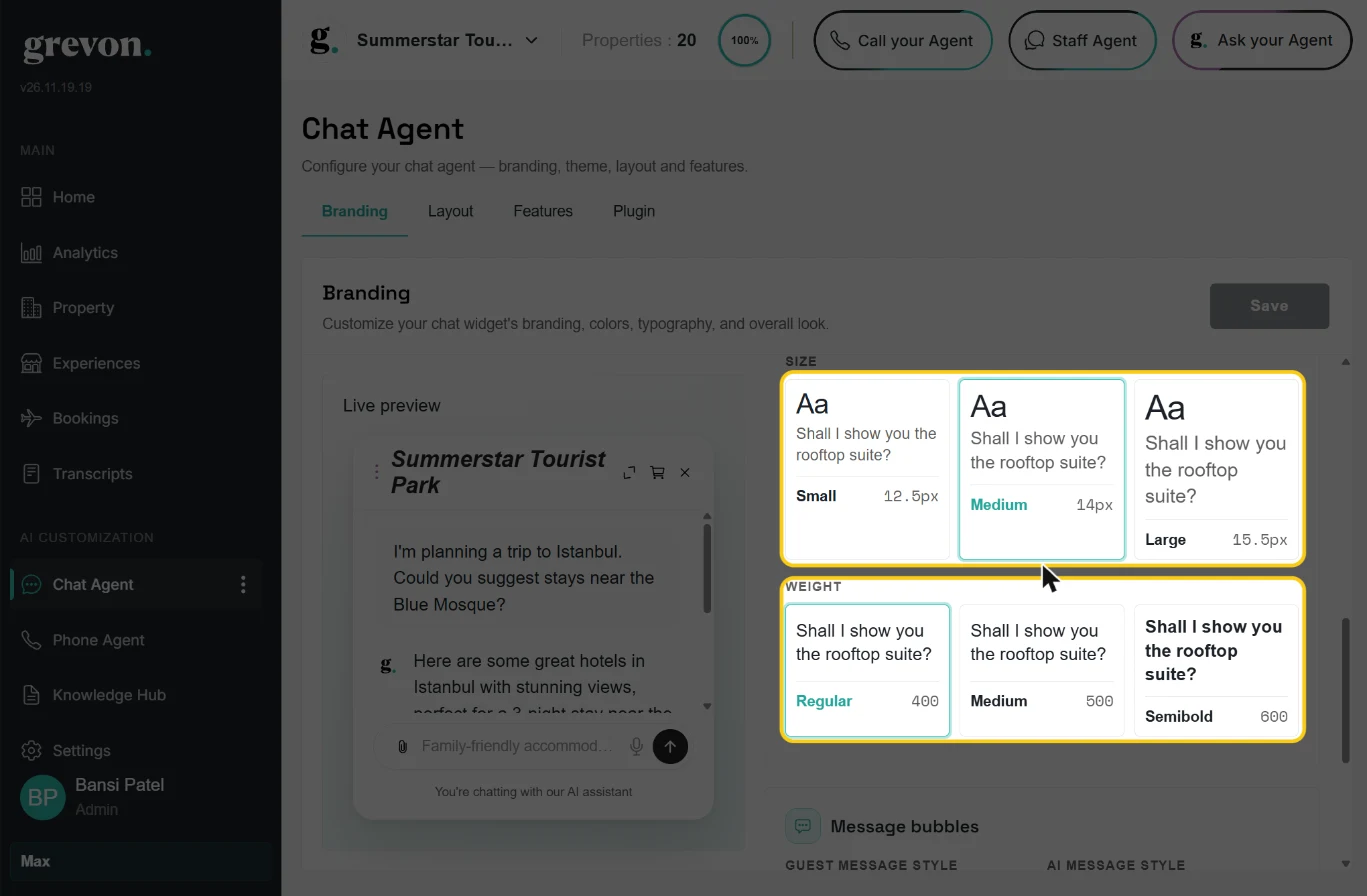 grevon.
v26.11.19.19
MAIN
Home
Analytics
Property
Experiences
Bookings
Transcripts
AI CUSTOMIZATION
Chat Agent
Phone Agent
Knowledge Hub
Settings
BP
Bansi Patel
Admin
Max
g.
Summerstar Tou...
Properties : 20
100%
Call your Agent
Staff Agent
g. Ask your Agent
Chat Agent
Configure your chat agent — branding, theme, layout and features.
Branding
Layout
Features
Plugin
Branding
Customize your chat widget's branding, colors, typography, and overall look.
Save
Live preview
Summerstar Tourist
Park
I'm planning a trip to Istanbul.
Could you suggest stays near the
Blue Mosque?
g.
Here are some great hotels in
Istanbul with stunning views,
perfect for a 3-night stay near the
Family-friendly accommod...
You're chatting with our AI assistant
SIZE
Aa
Shall I show you the
rooftop suite?
Small 12.5px
Aa
Shall I show you
the rooftop suite?
Medium 14px
Aa
Shall I show you
the rooftop
suite?
Large 15.5px
WEIGHT
Shall I show you
the rooftop suite?
Regular 400
Shall I show you
the rooftop suite?
Medium 500
Shall I show you
the rooftop
suite?
Semibold 600
Message bubbles
GUEST MESSAGE STYLE
AI MESSAGE STYLE